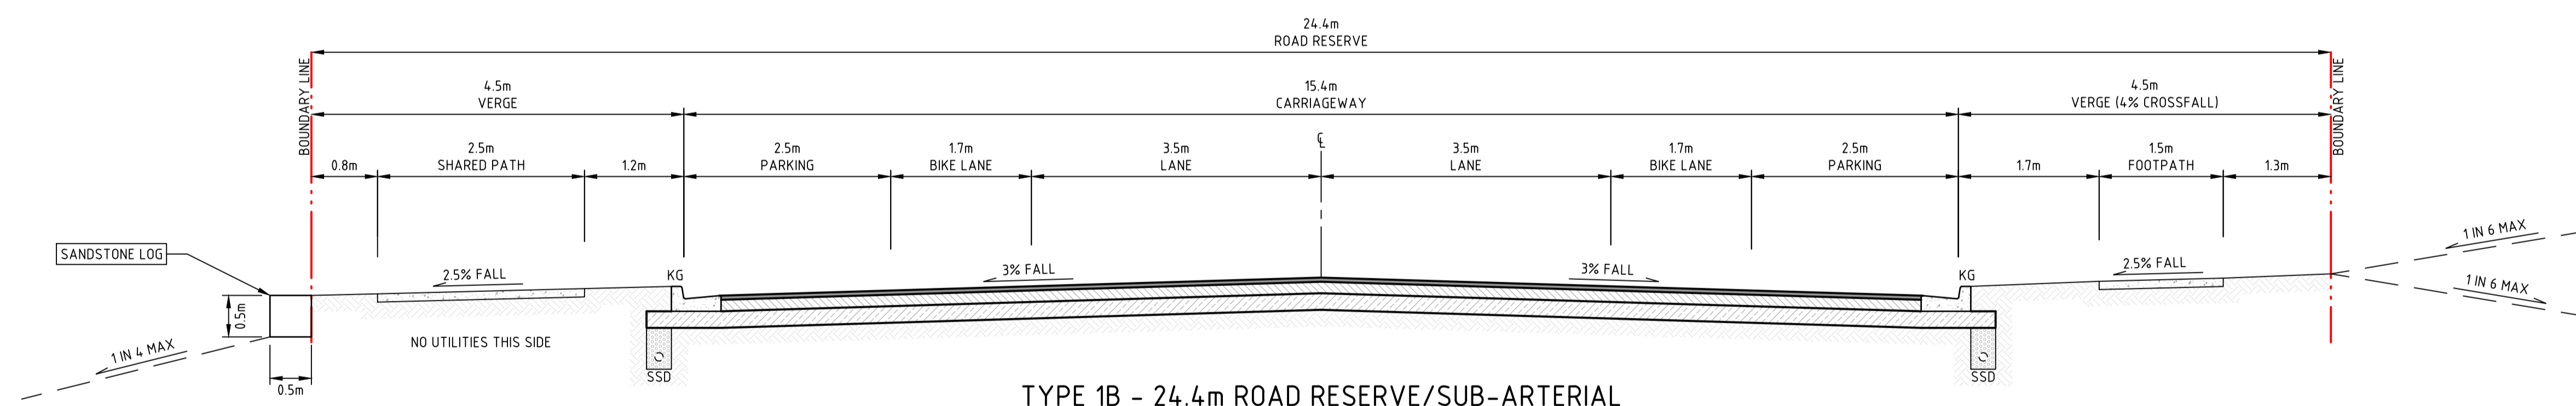 24.4m
ROAD RESERVE
BOUNDARY LINE
4.5m
VERGE
15.4m
CARRIAGEWAY
4.5m
VERGE (4% CROSSFALL)
BOUNDARY LINE
0.8m
2.5m
SHARED PATH
1.2m
2.5m
PARKING
1.7m
BIKE LANE
3.5m
LANE
℄
3.5m
LANE
1.7m
BIKE LANE
2.5m
PARKING
1.7m
1.5m
FOOTPATH
1.3m
SANDSTONE LOG
2.5% FALL
KG
3% FALL
3% FALL
KG
2.5% FALL
1 IN 6 MAX
1 IN 6 MAX
0.5m
NO UTILITIES THIS SIDE
1 IN 4 MAX
0.5m
SSD
SSD
TYPE 1B - 24.4m ROAD RESERVE/SUB-ARTERIAL